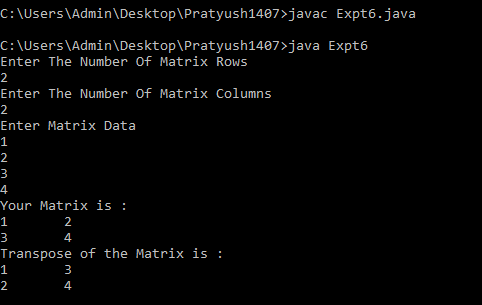 C:\Users\Admin\Desktop\Pratyush1407>javac Expt6.java
C:\Users\Admin\Desktop\Pratyush1407>java Expt6
Enter The Number Of Matrix Rows
2
Enter The Number Of Matrix Columns
2
Enter Matrix Data
1
2
3
4
Your Matrix is :
1       2
3       4
Transpose of the Matrix is :
1       3
2       4